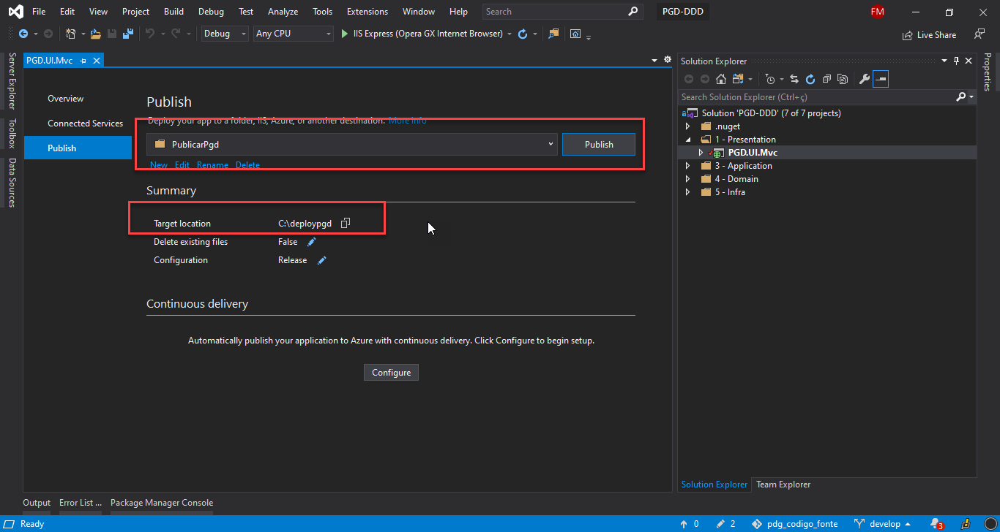 File Edit View Project Build Debug Test Analyze Tools Extensions Window Help Search PGD-DDD FM
Debug Any CPU IIS Express (Opera GX Internet Browser) Live Share
Server Explorer
Toolbox
Data Sources
PGD.UI.Mvc
Overview
Connected Services
Publish
Publish
Deploy your app to a folder, IIS, Azure, or another destination. More info
PublicarPgd Publish
New Edit Rename Delete
Summary
Target location C:\deploypgd
Delete existing files False
Configuration Release
Continuous delivery
Automatically publish your application to Azure with continuous delivery. Click Configure to begin setup.
Configure
Solution Explorer
Search Solution Explorer (Ctrl+ç)
Solution 'PGD-DDD' (7 of 7 projects)
.nuget
1 - Presentation
PGD.UI.Mvc
3 - Application
4 - Domain
5 - Infra
Solution Explorer Team Explorer
Properties
Output Error List ... Package Manager Console
Ready 0 2 pdg_codigo_fonte develop 3